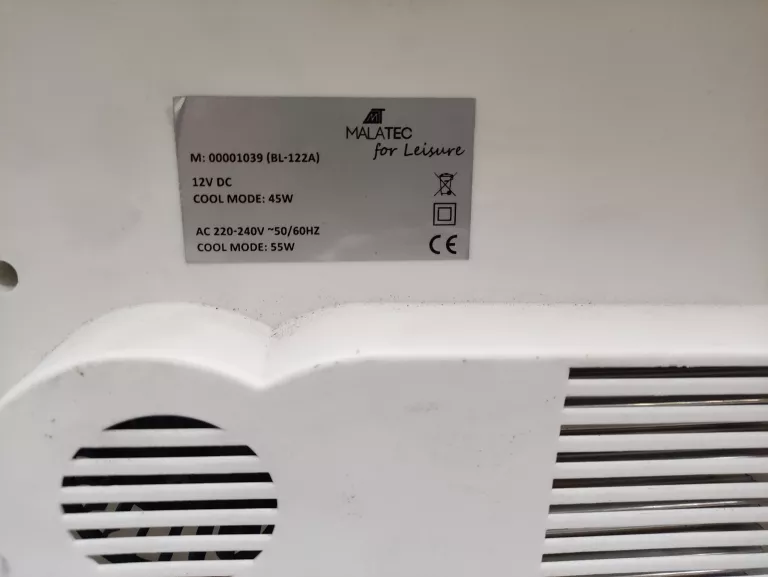 MT
MALATEC
for Leisure
M: 00001039 (BL-122A)
12V DC
COOL MODE: 45W
AC 220-240V ~50/60HZ
COOL MODE: 55W
CE